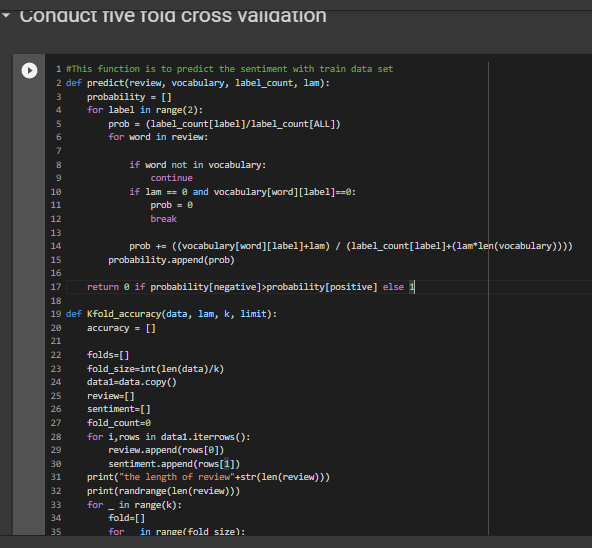 Conduct five fold cross validation
1 #This function is to predict the sentiment with train data set
2 def predict(review, vocabulary, label_count, lam):
3 probability = []
4 for label in range(2):
5 prob = (label_count[label]/label_count[ALL])
6 for word in review:
7
8 if word not in vocabulary:
9 continue
10 if lam == 0 and vocabulary[word][label]==0:
11 prob = 0
12 break
13
14 prob += ((vocabulary[word][label]+lam) / (label_count[label]+(lam*len(vocabulary))))
15 probability.append(prob)
16
17 return 0 if probability[negative]>probability[positive] else 1
18
19 def Kfold_accuracy(data, lam, k, limit):
20 accuracy = []
21
22 folds=[]
23 fold_size=int(len(data)/k)
24 data1=data.copy()
25 review=[]
26 sentiment=[]
27 fold_count=0
28 for i,rows in data1.iterrows():
29 review.append(rows[0])
30 sentiment.append(rows[1])
31 print("the length of review"+str(len(review)))
32 print(randrange(len(review)))
33 for _ in range(k):
34 fold=[]
35 for _ in range(fold_size):